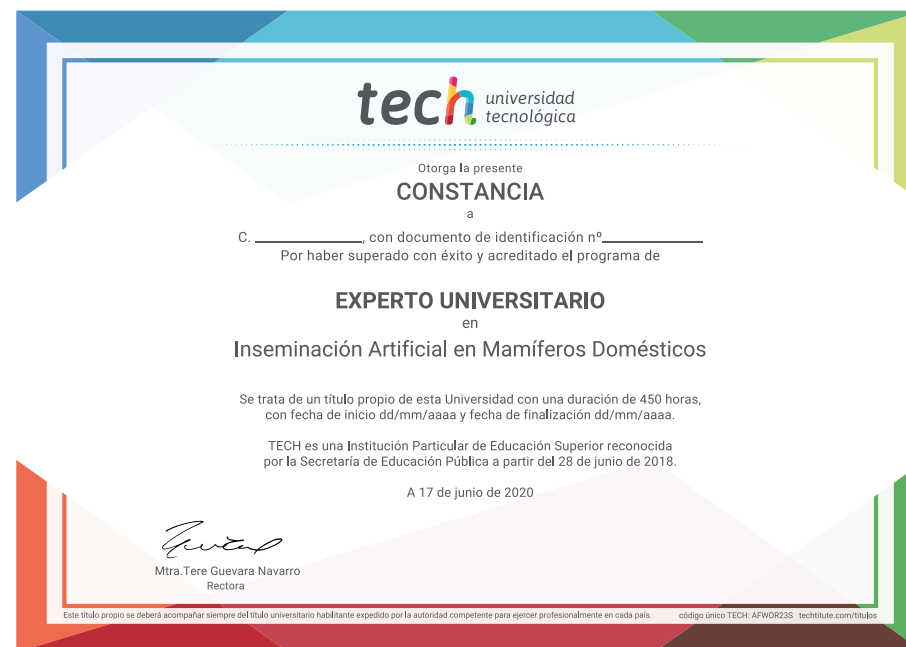 tech universidad
tecnológica
Otorga la presente
CONSTANCIA
a
C. ____________, con documento de identificación nº____________
Por haber superado con éxito y acreditado el programa de
EXPERTO UNIVERSITARIO
en
Inseminación Artificial en Mamíferos Domésticos
Se trata de un título propio de esta Universidad con una duración de 450 horas,
con fecha de inicio dd/mm/aaaa y fecha de finalización dd/mm/aaaa.
TECH es una Institución Particular de Educación Superior reconocida
por la Secretaría de Educación Pública a partir del 28 de junio de 2018.
A 17 de junio de 2020
Mtra.Tere Guevara Navarro
Rectora
Este título propio se deberá acompañar siempre del título universitario habilitante expedido por la autoridad competente para ejercer profesionalmente en cada país. código único TECH: AFWOR23S techtitute.com/titulos